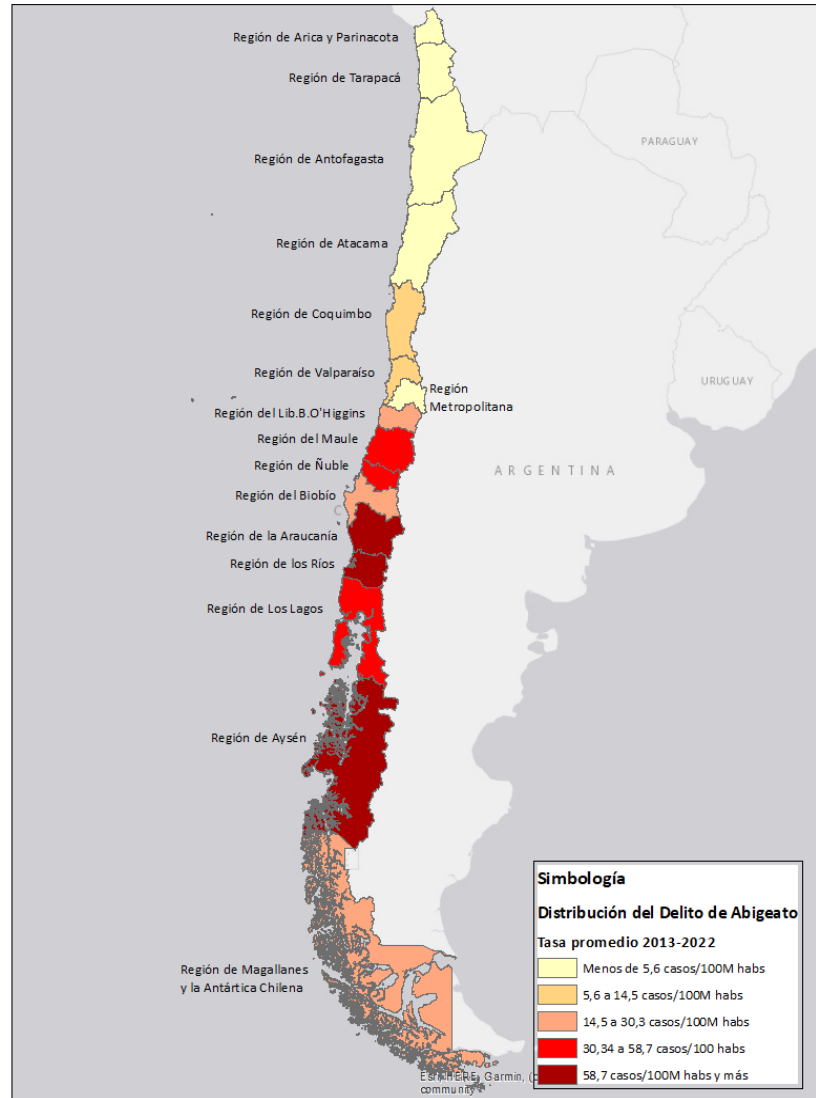 Región de Arica y Parinacota
Región de Tarapacá
PARAGUAY
Región de Antofagasta
Región de Atacama
Región de Coquimbo
Región de Valparaíso
Región
Metropolitana
URUGUAY
Región del Lib.B.O'Higgins
Región del Maule
Región de Ñuble
ARGENTINA
Región del Biobío
C
Región de la Araucanía
Región de los Ríos
Región de Los Lagos
Región de Aysén
Región de Magallanes
y la Antártica Chilena
Simbología
Distribución del Delito de Abigeato
Tasa promedio 2013-2022
Menos de 5,6 casos/100M habs
5,6 a 14,5 casos/100M habs
14,5 a 30,3 casos/100M habs
30,34 a 58,7 casos/100 habs
58,7 casos/100M habs y más
Esri, HERE, Garmin, (
community